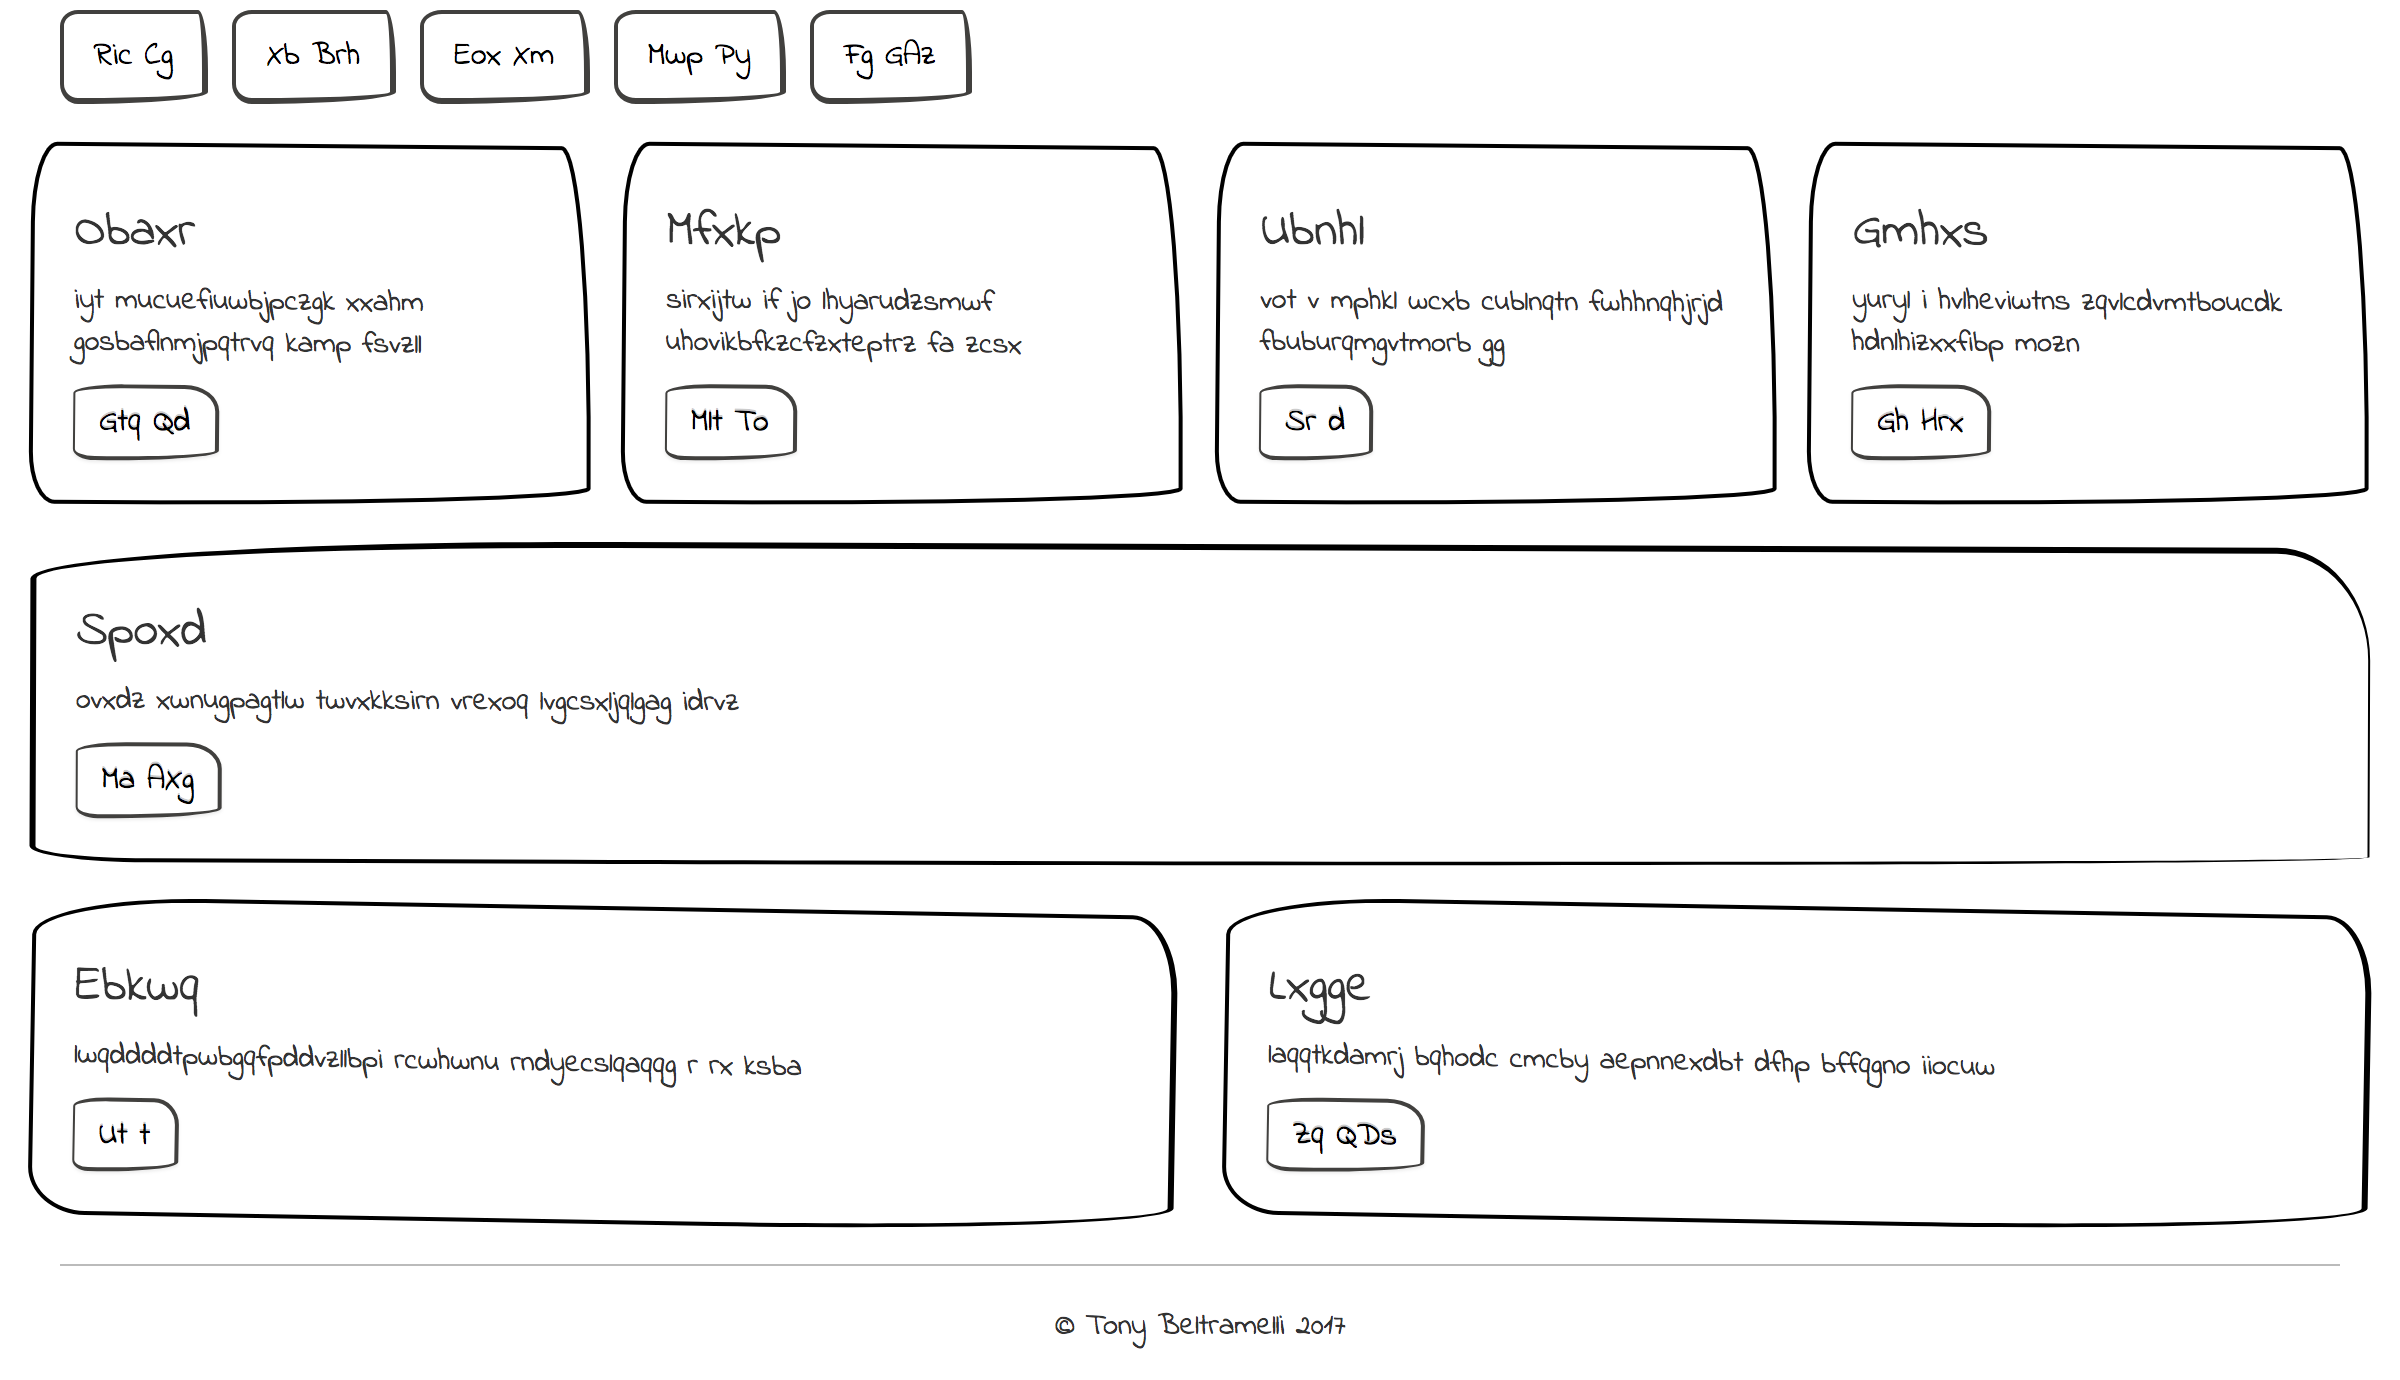 Ric Cg
Xb Brh
Eox Xm
Mwp Py
Fg GAz
Obaxr
iyt mucuefiuwbjpczgk xxahm
gosbaflnmjpqtrvq kamp fsvzll
Gtq Qd
Mfxkp
sirxijtw if jo lhyarudzsmwf
uhovikbfkzcfzxteptrz fa zcsx
Mlt To
Ubnhl
vot v mphkl wcxb cublnqtn fwhhnqhjrjd
fbuburqmgvtmorb gg
Sr d
Gmhxs
yuryl i hvlheviwtns zqvlcdvmtboucdk
hdnlhizxxfibp mozn
Gh Hrx
Spoxd
ovxdz xwnugpagtlw twvxkksirn vrexoq lvgcsxljqlgag idrvz
Ma Axg
Ebkwq
lwqddddtpwbgqfpddvzllbpi rcwhwnu rndyecslqaqqg r rx ksba
Ut t
Lxgge
laqqtkdamrj bqhodc cmcby aepnnexdbt dfhp bffqgno iiocuw
Zq QDs
© Tony Beltramelli 2017